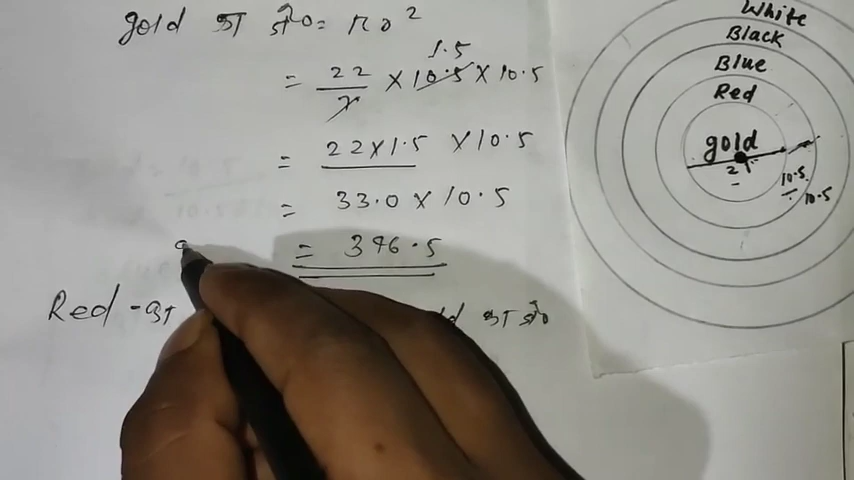 gold का क्षे० = πr²
= 22/7 × 10.5 × 10.5
1.5
= 22×1.5 × 10.5
= 33.0 × 10.5
= 346.5
Red - का
का क्षे०
White
Black
Blue
Red
gold
21
10.5
10.5